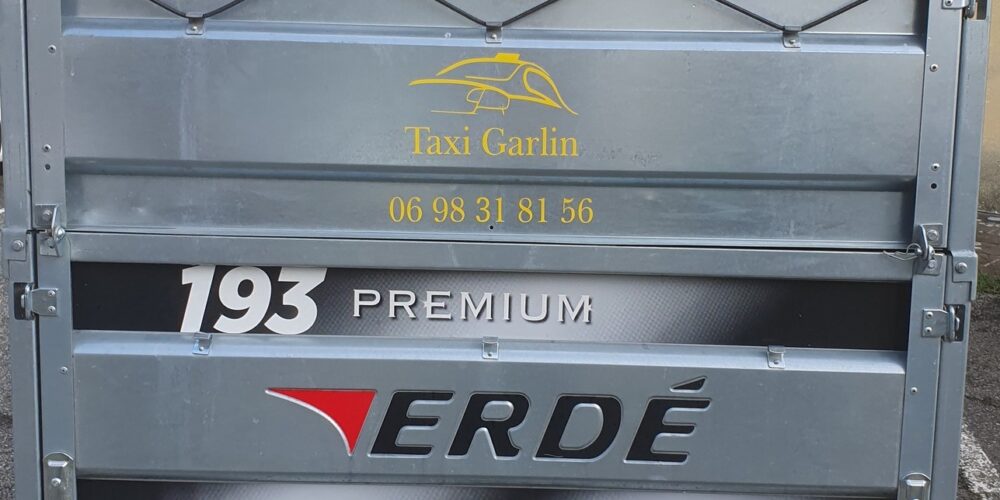 Taxi Garlin
06 98 31 81 56
193 PREMIUM
ERDÉ